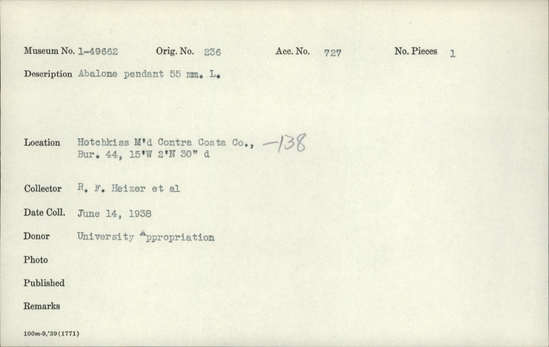 Museum No. 1-49662 Orig. No. 236 Acc. No. 727 No. Pieces 1
Description Abalone pendant 55 mm. L.
Location Hotchkiss M'd Contra Costa Co., -138
Bur. 44, 15'W 2'N 30" d
Collector R. F. Heizer et al
Date Coll. June 14, 1938
Donor University Appropriation
Photo
Published
Remarks
100m-9,'39(1771)